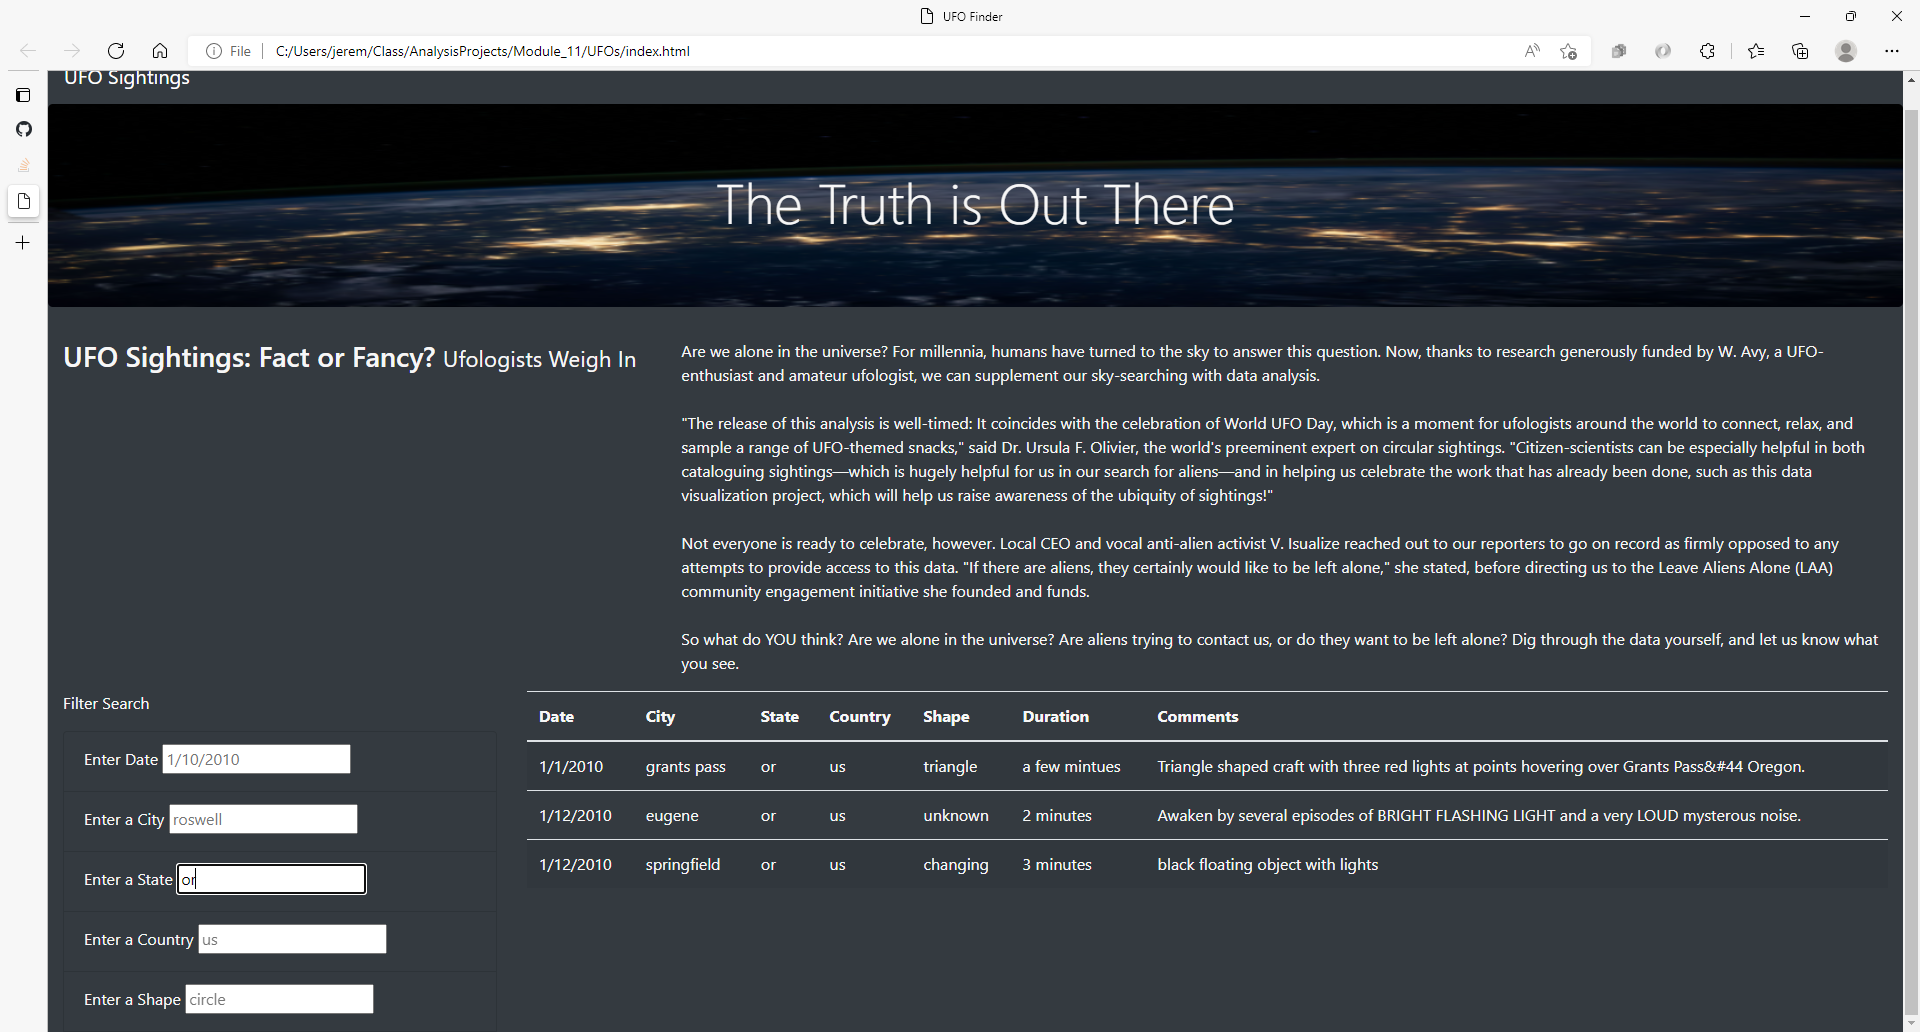 UFO Finder
File
C:/Users/jerem/Class/AnalysisProjects/Module_11/UFOs/index.html
UFO Sightings
The Truth is Out There
UFO Sightings: Fact or Fancy? Ufologists Weigh In
Are we alone in the universe? For millennia, humans have turned to the sky to answer this question. Now, thanks to research generously funded by W. Avy, a UFO-
enthusiast and amateur ufologist, we can supplement our sky-searching with data analysis.
"The release of this analysis is well-timed: It coincides with the celebration of World UFO Day, which is a moment for ufologists around the world to connect, relax, and
sample a range of UFO-themed snacks," said Dr. Ursula F. Olivier, the world's preeminent expert on circular sightings. "Citizen-scientists can be especially helpful in both
cataloguing sightings—which is hugely helpful for us in our search for aliens—and in helping us celebrate the work that has already been done, such as this data
visualization project, which will help us raise awareness of the ubiquity of sightings!"
Not everyone is ready to celebrate, however. Local CEO and vocal anti-alien activist V. Isualize reached out to our reporters to go on record as firmly opposed to any
attempts to provide access to this data. "If there are aliens, they certainly would like to be left alone," she stated, before directing us to the Leave Aliens Alone (LAA)
community engagement initiative she founded and funds.
So what do YOU think? Are we alone in the universe? Are aliens trying to contact us, or do they want to be left alone? Dig through the data yourself, and let us know what
you see.
Filter Search
Enter Date 1/10/2010
Enter a City roswell
Enter a State or
Enter a Country us
Enter a Shape circle
Date City State Country Shape Duration Comments
1/1/2010 grants pass or us triangle a few mintues Triangle shaped craft with three red lights at points hovering over Grants Pass&#44 Oregon.
1/12/2010 eugene or us unknown 2 minutes Awaken by several episodes of BRIGHT FLASHING LIGHT and a very LOUD mysterous noise.
1/12/2010 springfield or us changing 3 minutes black floating object with lights